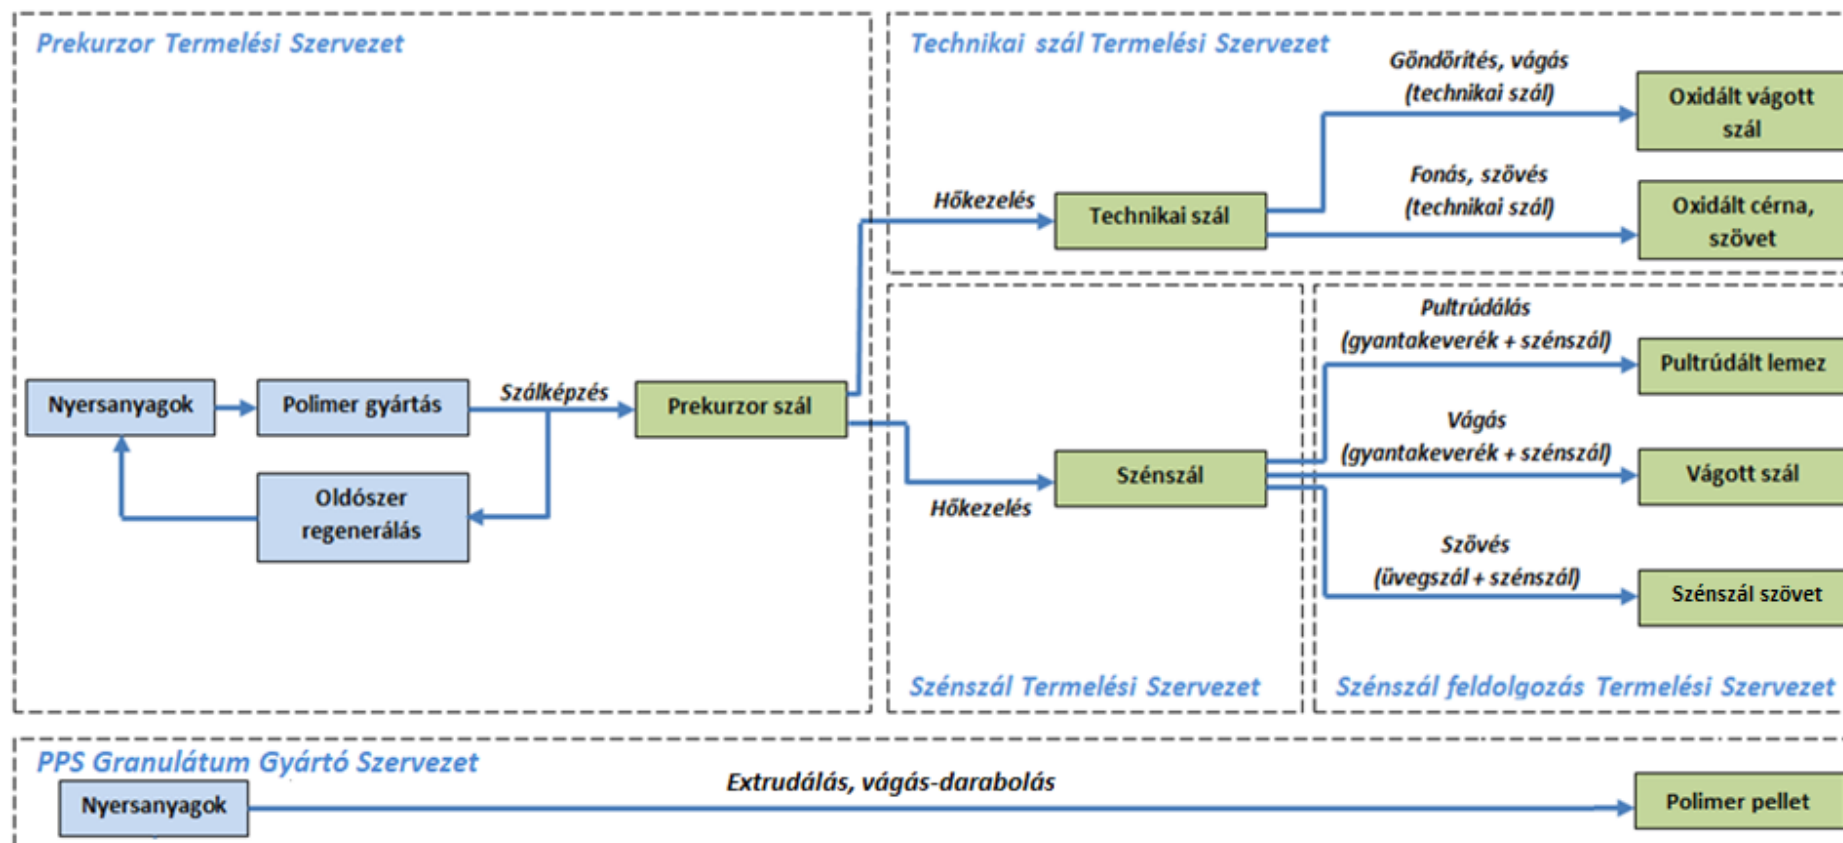 Prekurzor Termelési Szervezet
Nyersanyagok
Polimer gyártás
Szálképzés
Prekurzor szál
Oldószer
regenerálás
Technikai szál Termelési Szervezet
Hőkezelés
Technikai szál
Göndörítés, vágás
(technikai szál)
Oxidált vágott
szál
Fonás, szövés
(technikai szál)
Oxidált cérna,
szövet
Hőkezelés
Szénszál
Szénszál Termelési Szervezet
Pultrúdálás
(gyantakeverék + szénszál)
Pultrúdált lemez
Vágás
(gyantakeverék + szénszál)
Vágott szál
Szövés
(üvegszál + szénszál)
Szénszál szövet
Szénszál feldolgozás Termelési Szervezet
PPS Granulátum Gyártó Szervezet
Nyersanyagok
Extrudálás, vágás-darabolás
Polimer pellet